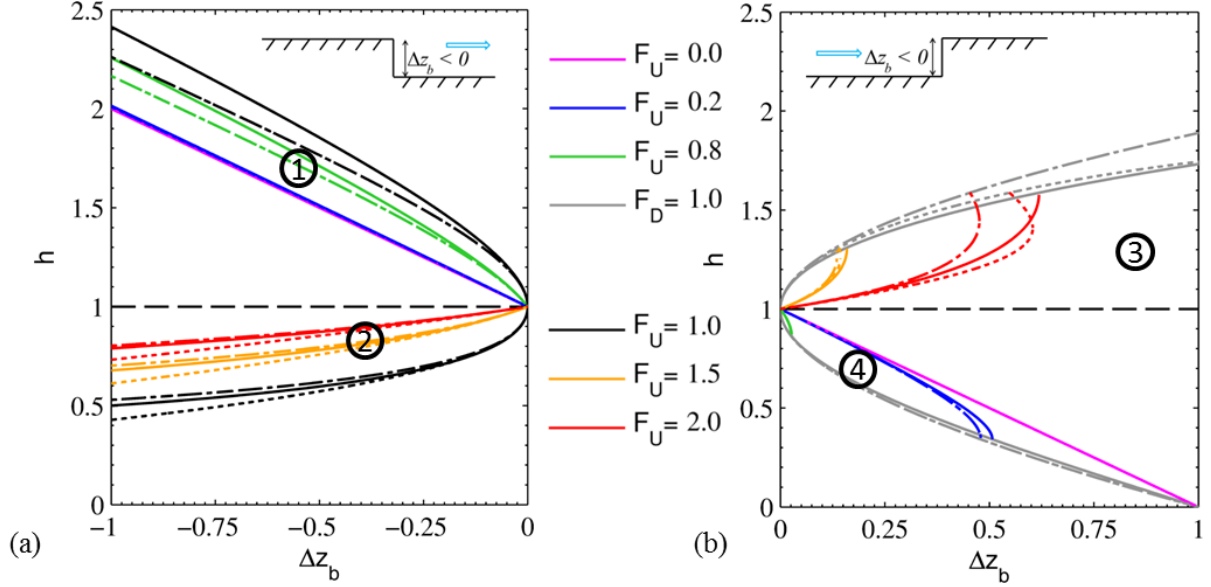 2.5
2
1.5
1
0.5
0
h
−1
−0.75
−0.5
−0.25
0
Δz_b
(a)
Δz_b < 0
1
2
F_U= 0.0
F_U= 0.2
F_U= 0.8
F_D= 1.0
F_U= 1.0
F_U= 1.5
F_U= 2.0
2.5
2
1.5
1
0.5
0
h
0
0.25
0.5
0.75
1
Δz_b
(b)
Δz_b < 0
3
4